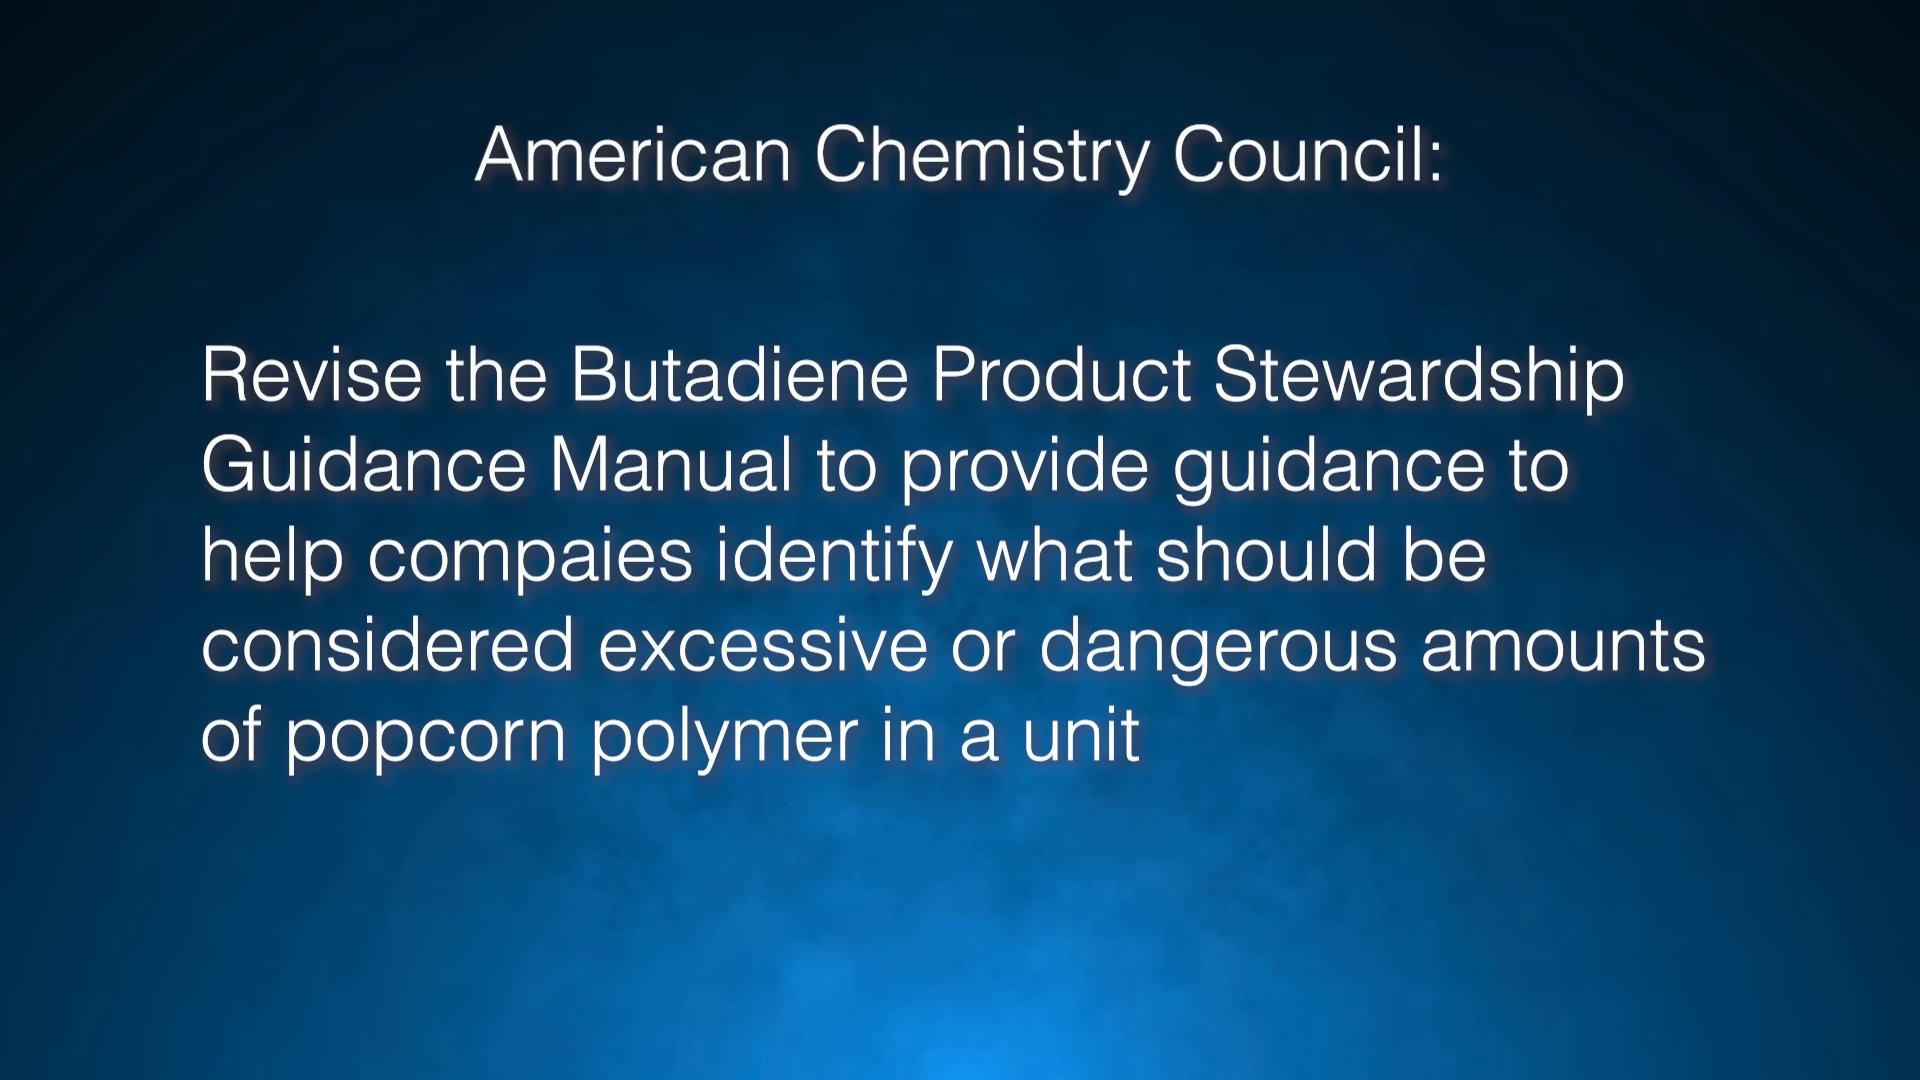 American Chemistry Council:
Revise the Butadiene Product Stewardship
Guidance Manual to provide guidance to
help compaies identify what should be
considered excessive or dangerous amounts
of popcorn polymer in a unit